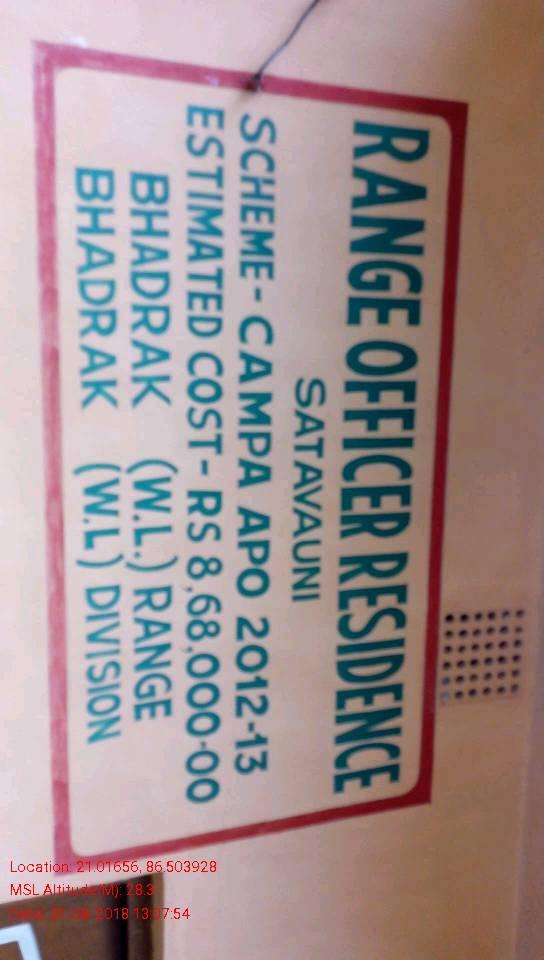 RANGE OFFICER RESIDENCE
SATAVAUNI
SCHEME- CAMPA APO 2012-13
ESTIMATED COST- RS 8,68,000-00
BHADRAK (W.L.) RANGE
BHADRAK (W.L) DIVISION
Location: 21.01656, 86.503928
MSL Altitude(M): 28.3
Date: 31-08-2018 13:07:54